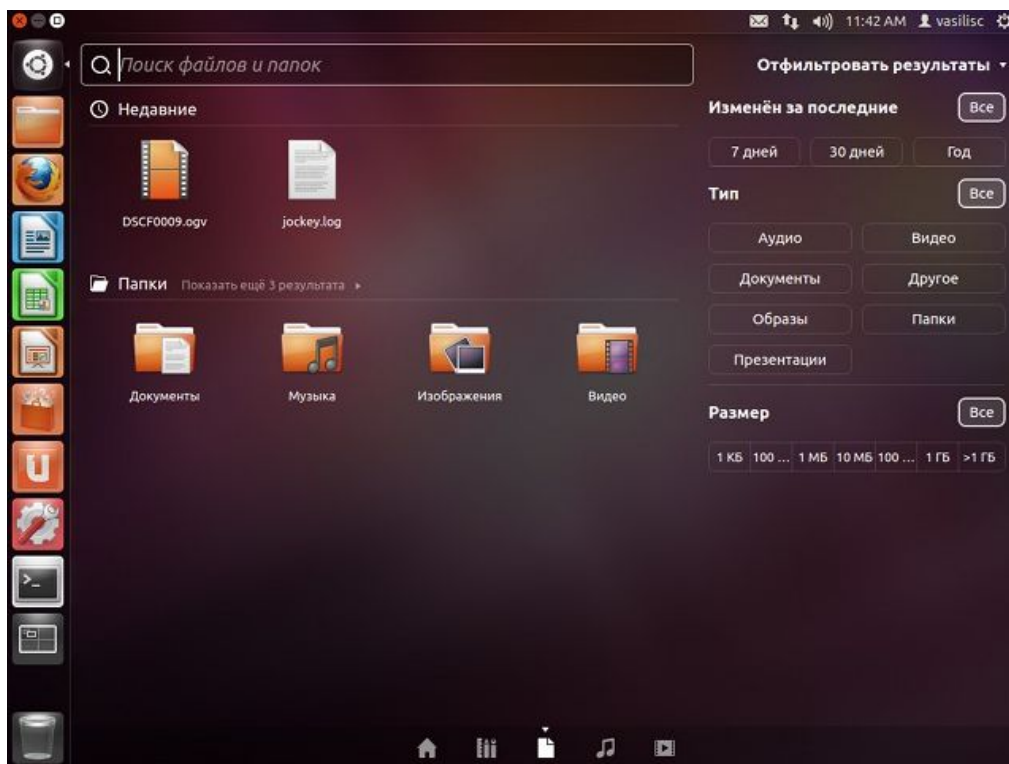 11:42 AM vasilisc
Поиск файлов и папок
Отфильтровать результаты
Недавние
DSCF0009.ogv
jockey.log
Папки Показать ещё 3 результата
Документы
Музыка
Изображения
Видео
Изменён за последние Все
7 дней 30 дней Год
Тип Все
Аудио Видео
Документы Другое
Образы Папки
Презентации
Размер Все
1 КБ 100 ... 1 МБ 10 МБ 100 ... 1 ГБ >1 ГБ